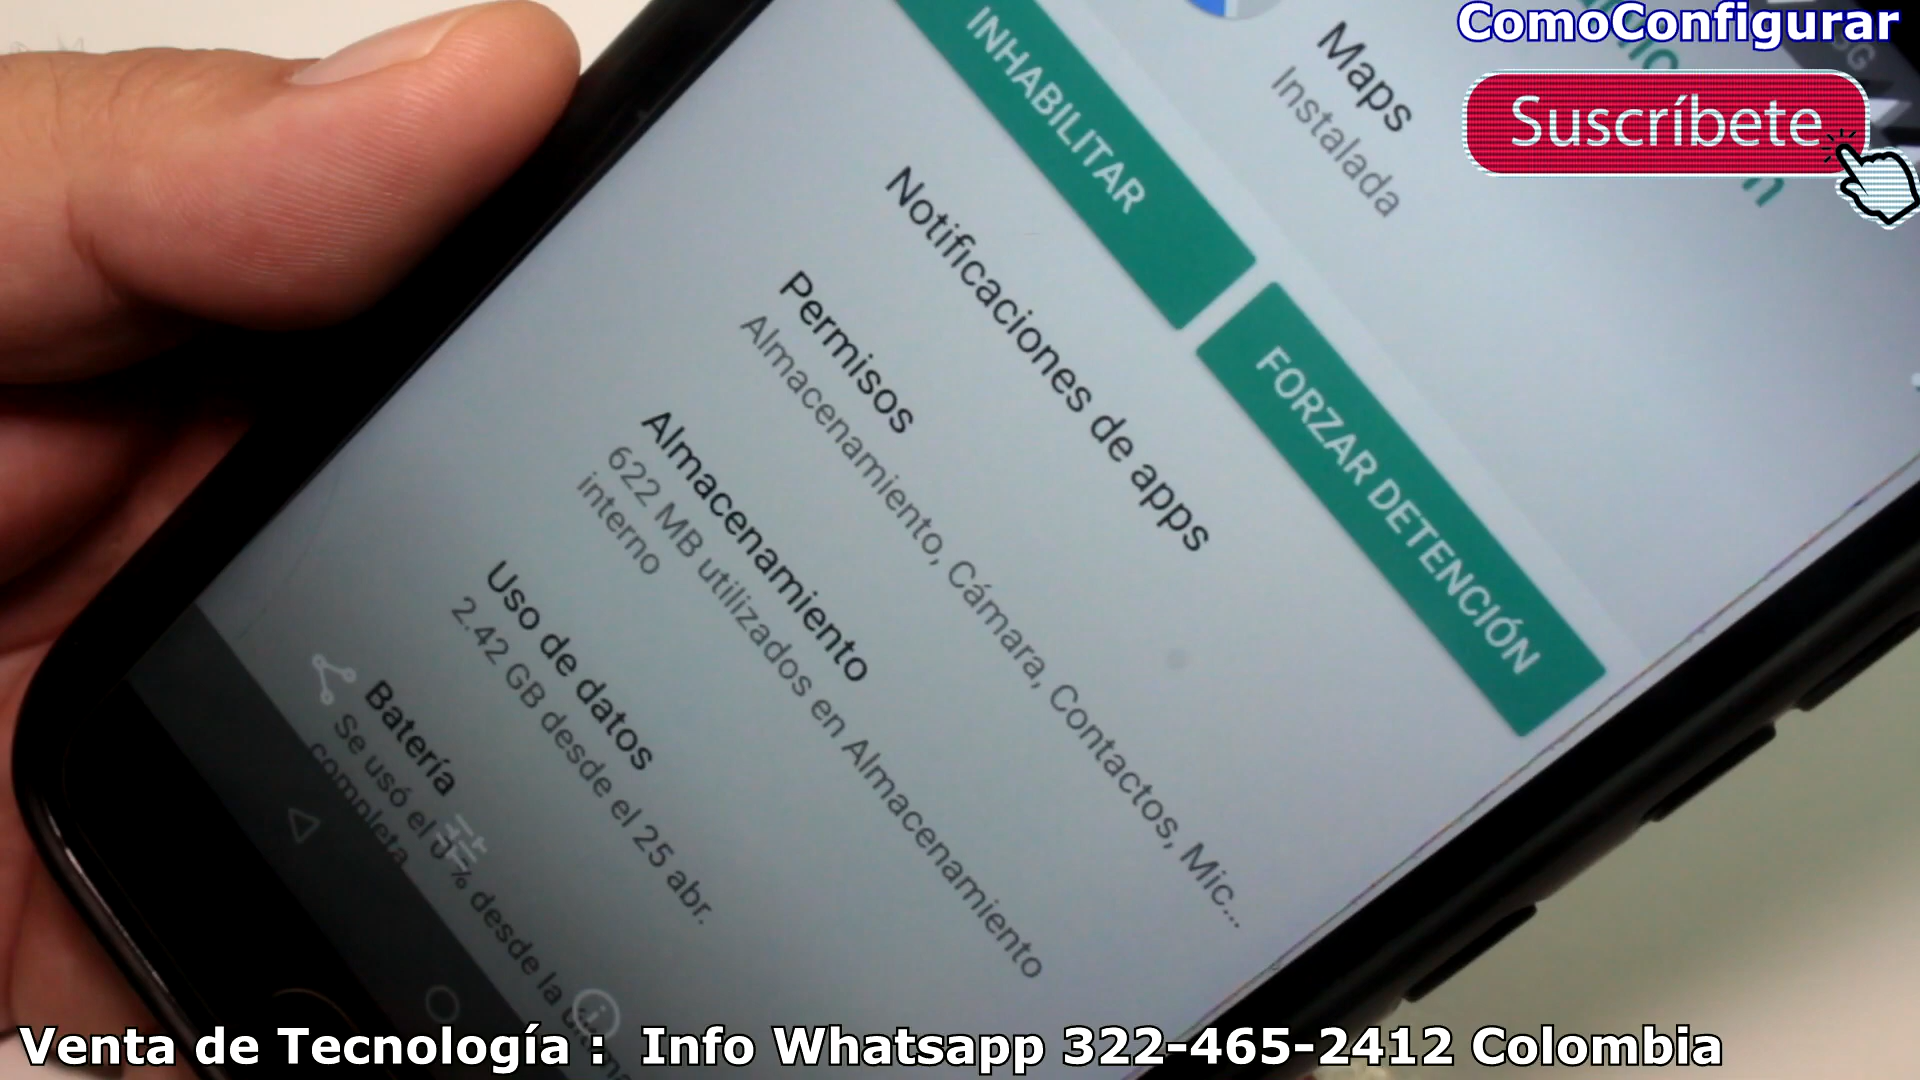 ComoConfigurar
Suscríbete
Maps
Instalada
INHABILITAR
FORZAR DETENCIÓN
Notificaciones de apps
Permisos
Almacenamiento, Cámara, Contactos, Mic...
Almacenamiento
622 MB utilizados en Almacenamiento
interno
Uso de datos
2.42 GB desde el 25 abr.
Batería
Se usó el 0% desde la última
completa
Venta de Tecnología : Info Whatsapp 322-465-2412 Colombia